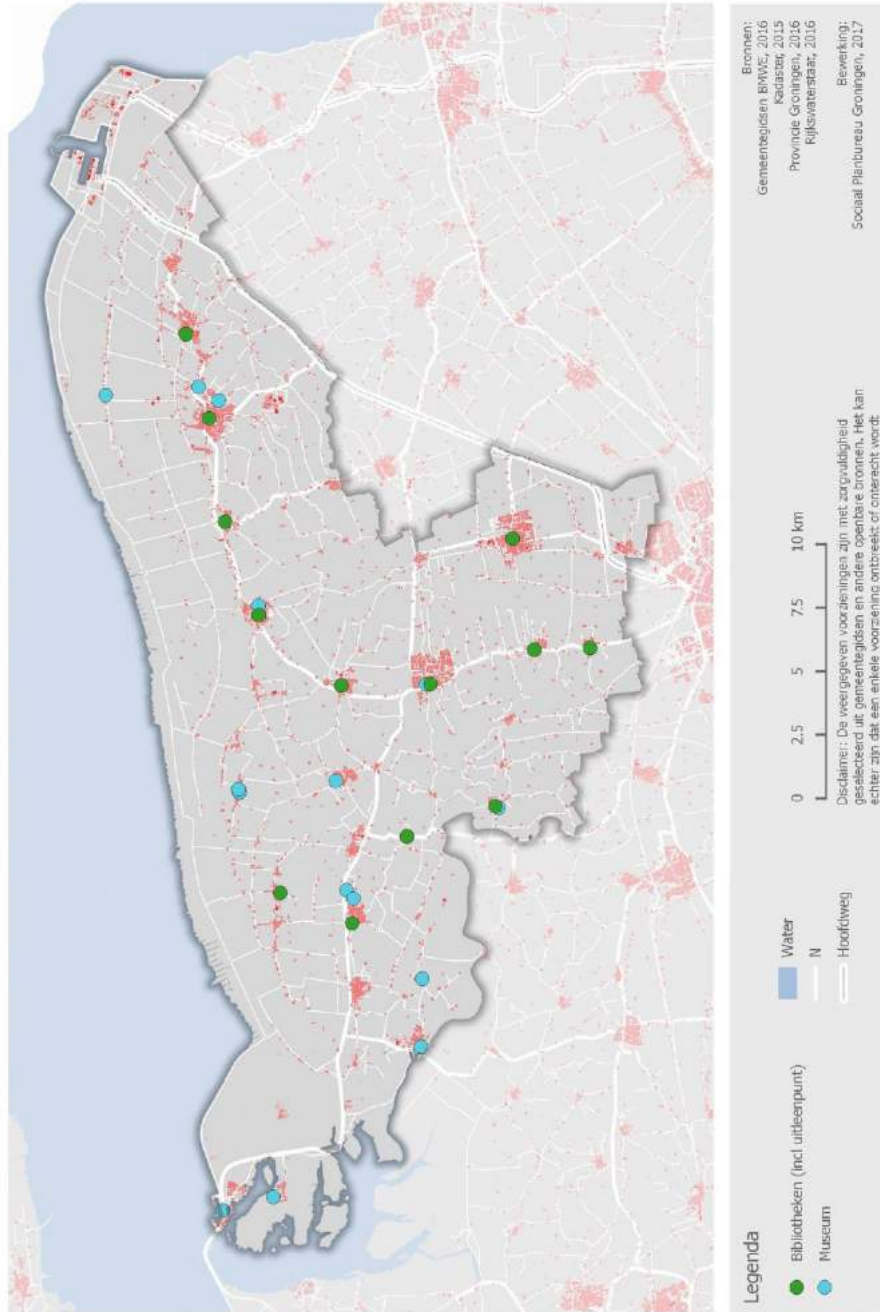 Legenda
Bibliotheken (incl uitleenpunt)
Museum
Water
N
Hoofdweg
0 2.5 5 7.5 10 km
Disclaimer: De weergegeven voorzieningen zijn met zorgvuldigheid
geselecteerd uit gemeentegidsen en andere openbare bronnen. Het kan
echter zijn dat een enkele voorziening ontbreekt of onterecht wordt
Bronnen:
Gemeentegidsen BMWE, 2016
Kadaster, 2015
Provincie Groningen, 2016
Rijkswaterstaat, 2016
Bewerking:
Sociaal Planbureau Groningen, 2017